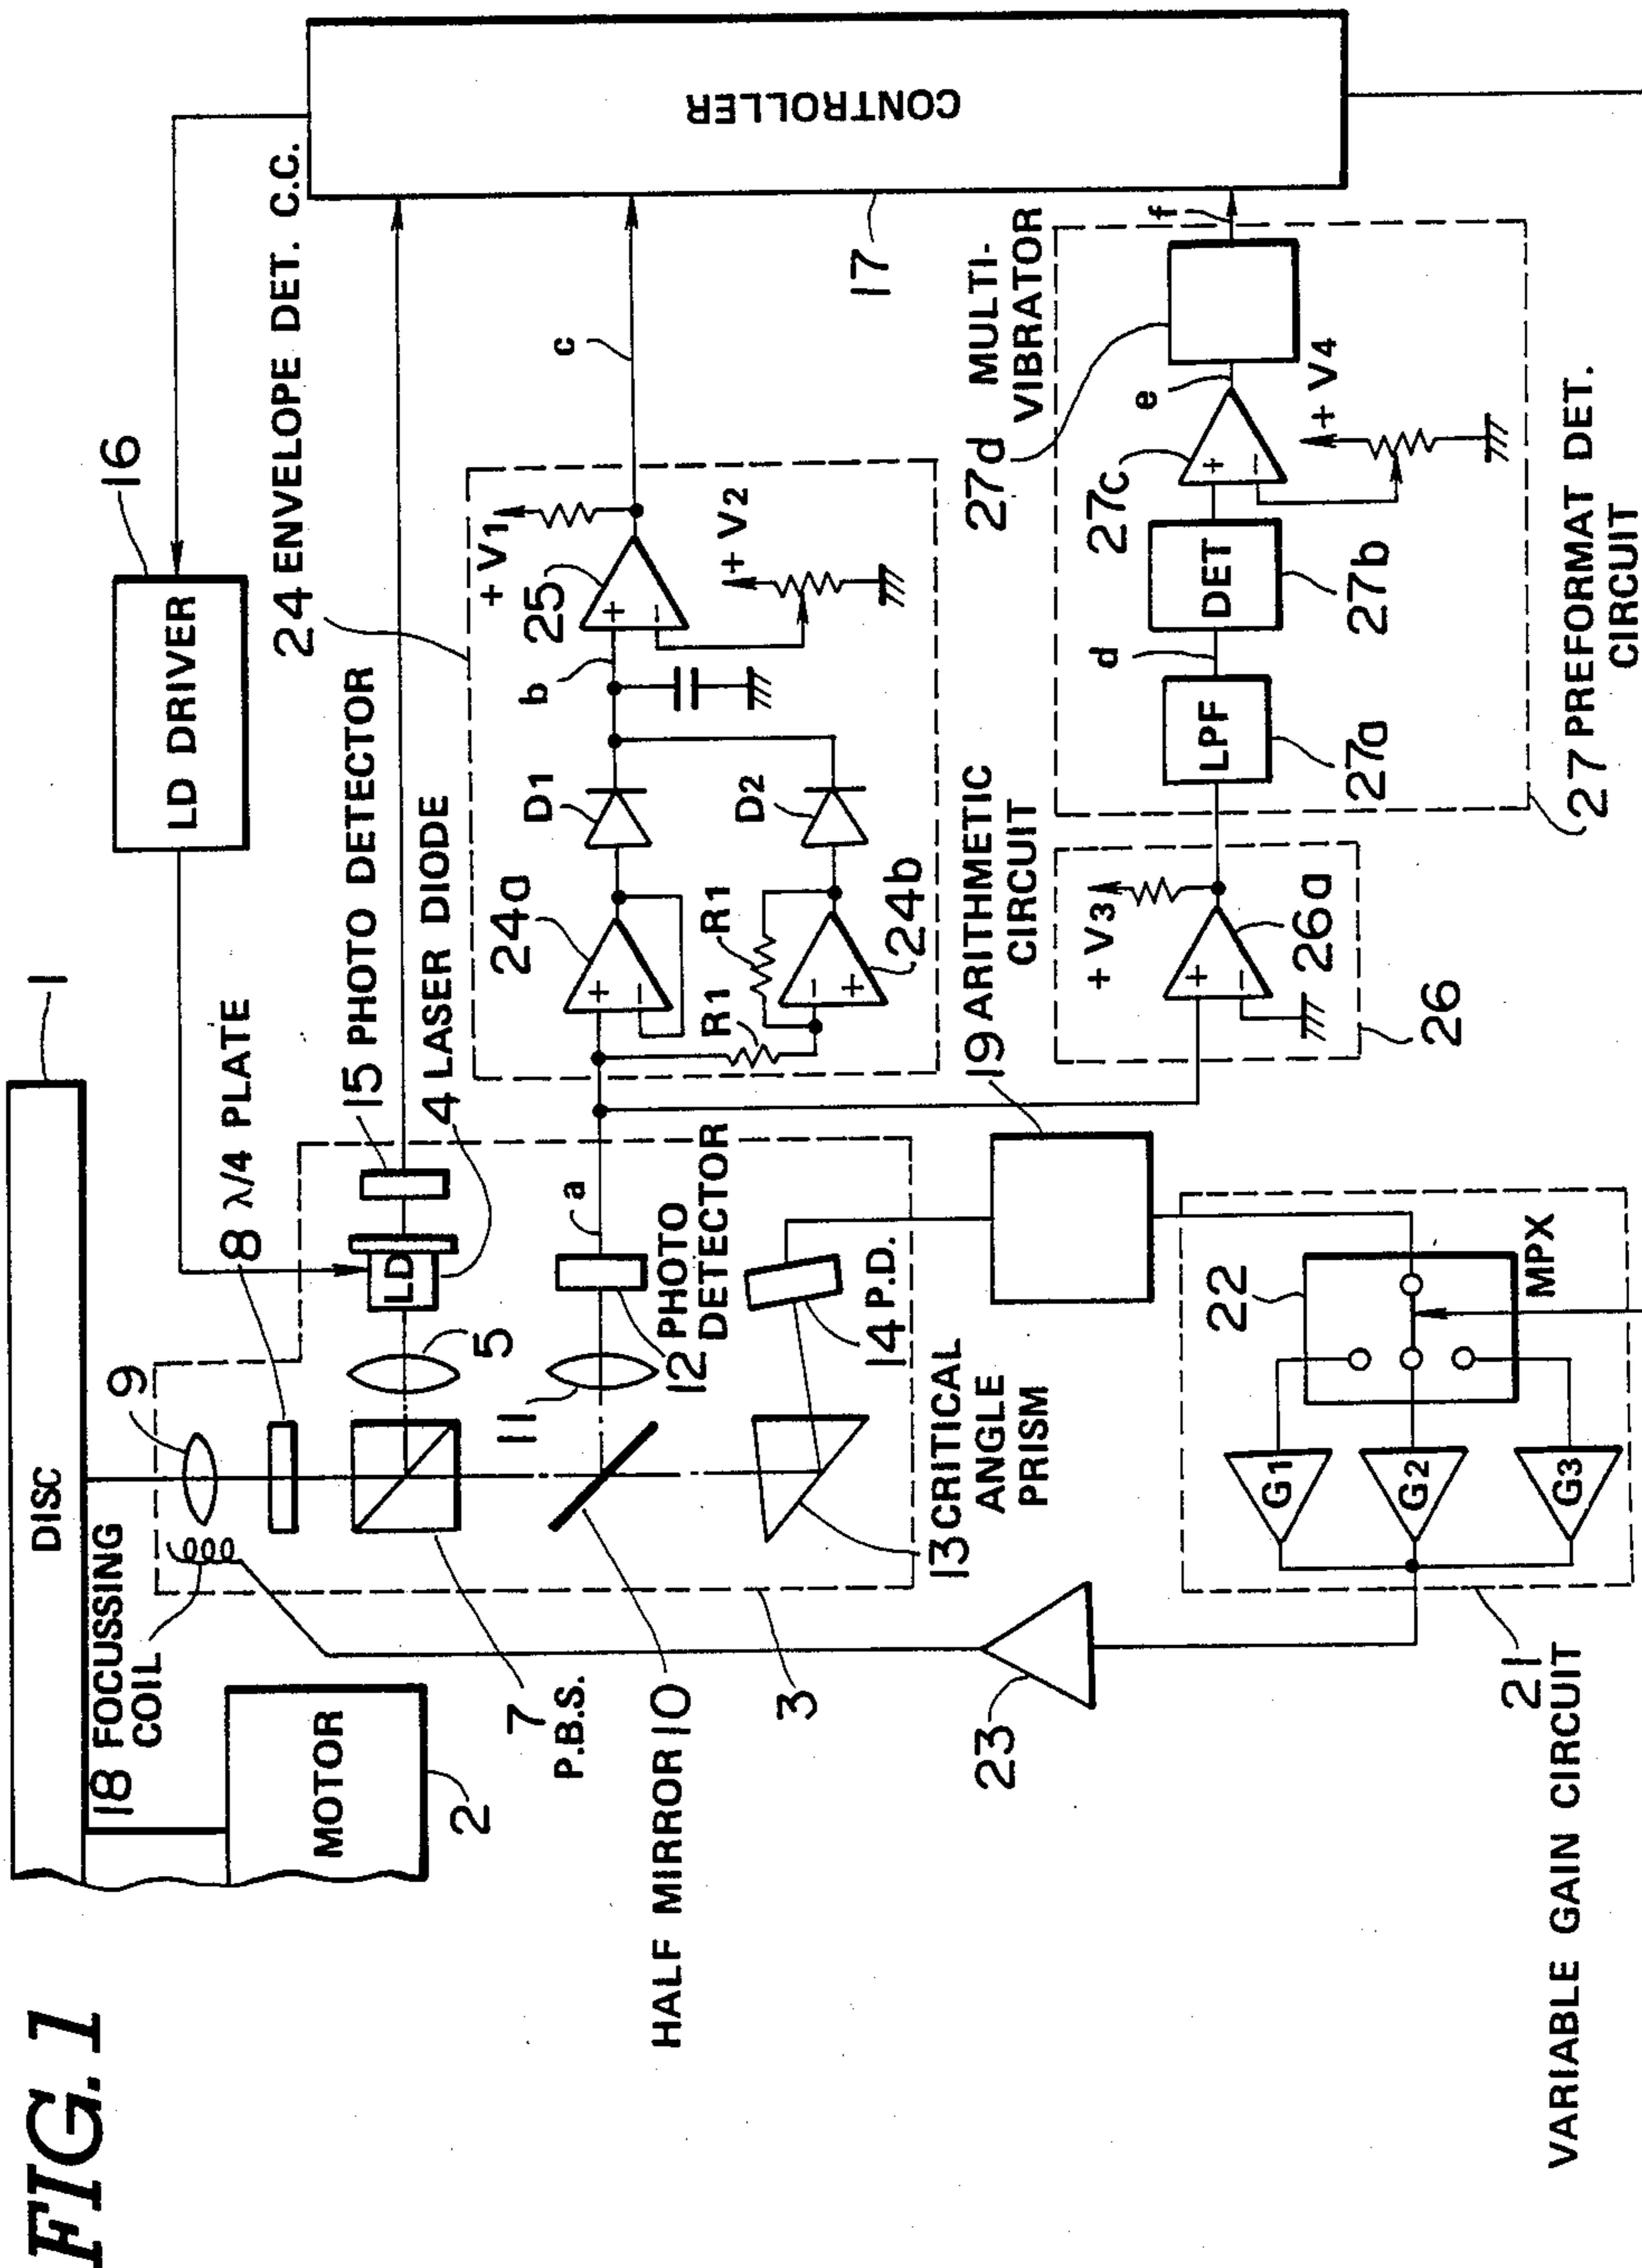 FIG. 1
DISC
1
18 FOCUSSING
COIL
MOTOR
2
9
8 λ/4 PLATE
16
LD DRIVER
15 PHOTO DETECTOR
4 LASER DIODE
LD
5
7
P.B.S.
HALF MIRROR 10
11
12 PHOTO
DETECTOR
a
3
13 CRITICAL
ANGLE
PRISM
14 P.D.
23
19 ARITHMETIC
CIRCUIT
24 ENVELOPE DET. C.C.
24a
24b
R1
R1
D1
D2
b
25
+ V1
+ V2
+
−
+
−
−
+
c
CONTROLLER
17
26
26a
+ V3
+
−
27 PREFORMAT DET.
CIRCUIT
LPF
27a
d
DET
27b
27c
+
−
e
+ V4
MULTI-
VIBRATOR
27d
f
22
MPX
G1
G2
G3
21
VARIABLE GAIN CIRCUIT